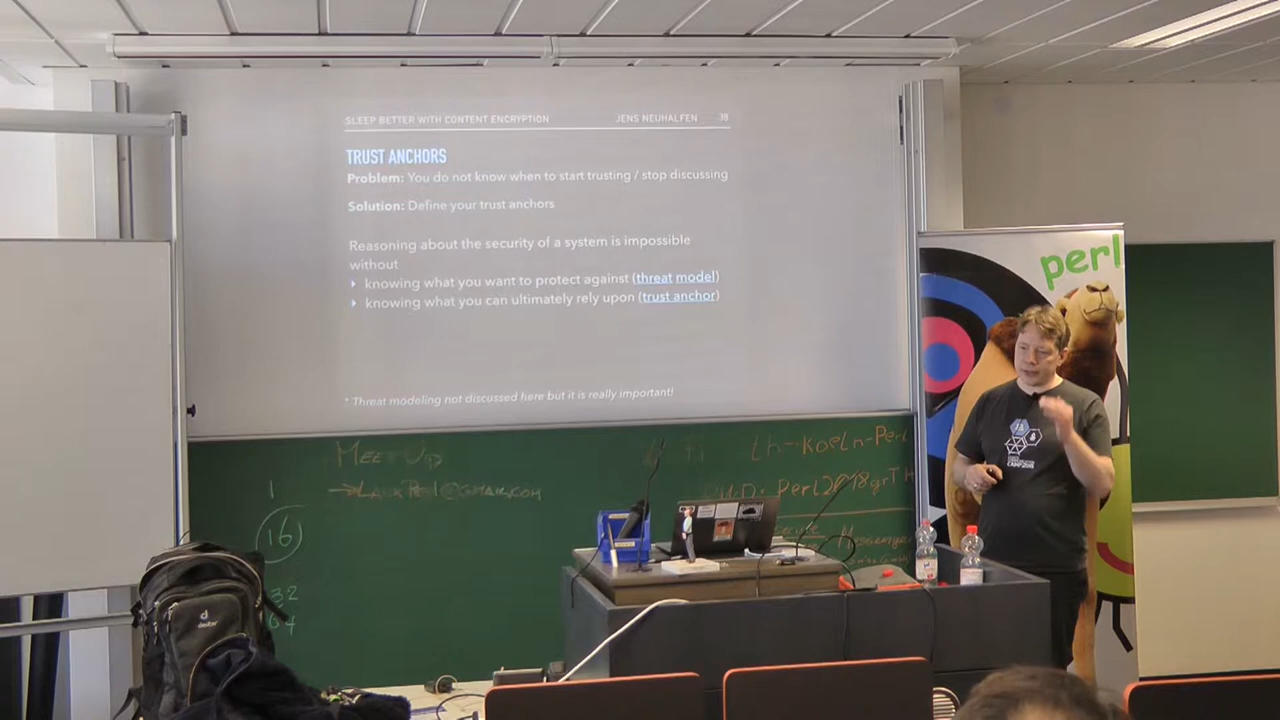 SLEEP BETTER WITH CONTENT ENCRYPTION JENS NEUHALFEN 38
TRUST ANCHORS
Problem: You do not know when to start trusting / stop discussing
Solution: Define your trust anchors
Reasoning about the security of a system is impossible
without
knowing what you want to protect against (threat model)
knowing what you can ultimately rely upon (trust anchor)
* Threat modeling not discussed here but it is really important!
perl
MEETUP
1
16
32
64
deuter